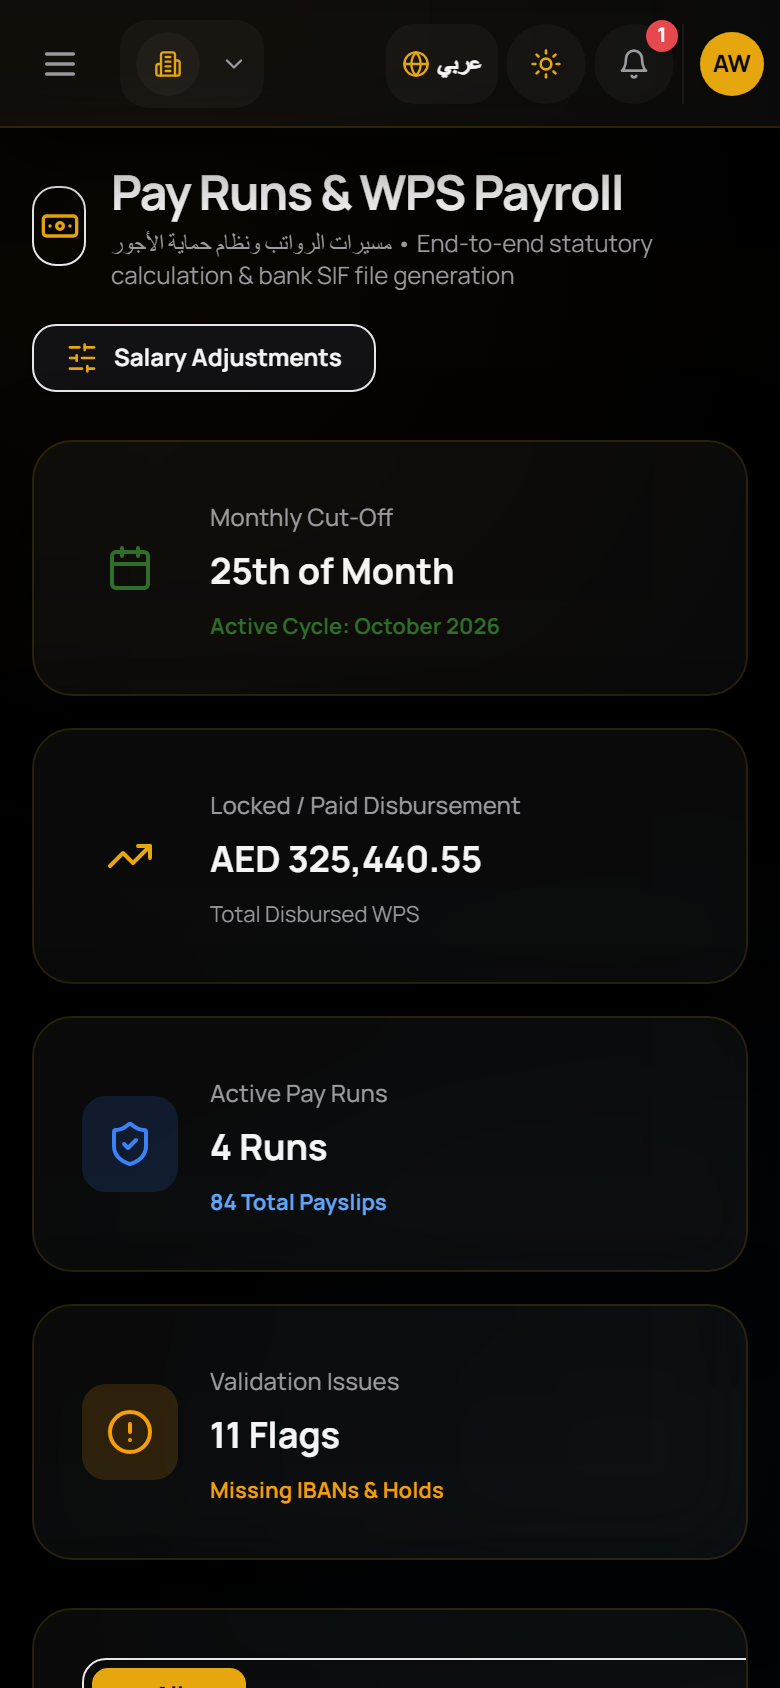 عربي
1
AW
Pay Runs & WPS Payroll
مسيرات الرواتب ونظام حماية الأجور • End-to-end statutory
calculation & bank SIF file generation
Salary Adjustments
Monthly Cut-Off
25th of Month
Active Cycle: October 2026
Locked / Paid Disbursement
AED 325,440.55
Total Disbursed WPS
Active Pay Runs
4 Runs
84 Total Payslips
Validation Issues
11 Flags
Missing IBANs & Holds